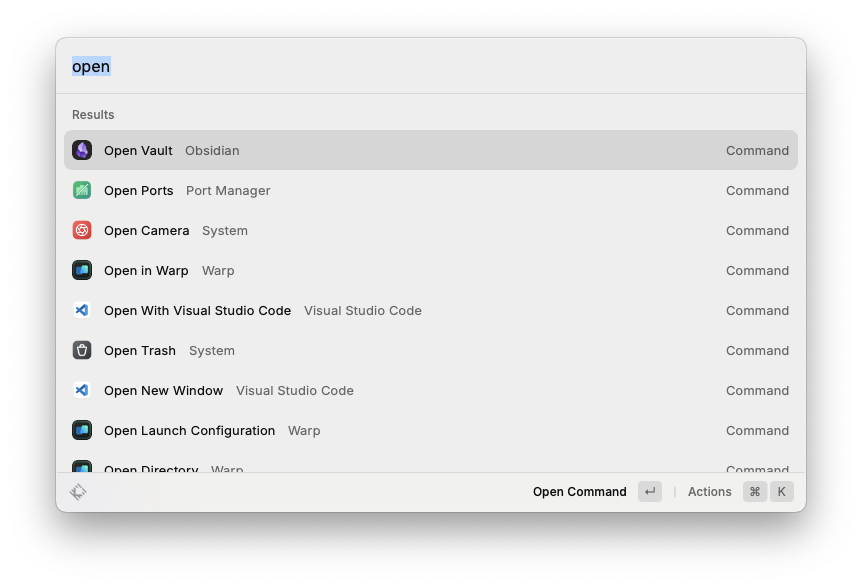 open
Results
Open Vault Obsidian Command
Open Ports Port Manager Command
Open Camera System Command
Open in Warp Warp Command
Open With Visual Studio Code Visual Studio Code Command
Open Trash System Command
Open New Window Visual Studio Code Command
Open Launch Configuration Warp Command
Open Directory Warp Command
Open Command ↵ | Actions ⌘ K